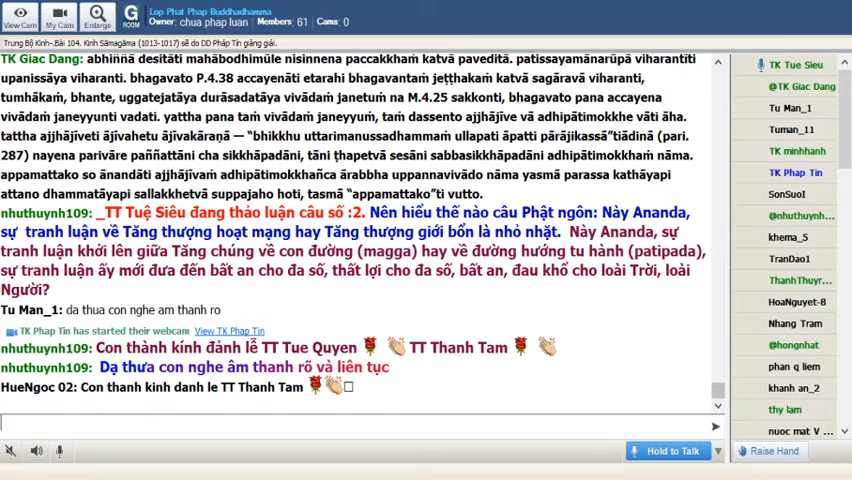 Lop Phat Phap Buddhadhamma
Owner: chua phap luan Members: 61 Cams: 0
View Cam
My Cam
Enlarge
G
ROOM
Trung Bộ Kinh-.Bài 104. Kinh Sāmagāma (1013-1017) sẽ do DD Pháp Tín giảng giải.
TK Giac Dang: abhiññā desitāti mahābodhimūle nisinnena paccakkhaṁ katvā paveditā. patissayamānarūpā viharantīti
upanissāya viharanti. bhagavato P.4.38 accayenāti etarahi bhagavantaṁ jeṭṭhakaṁ katvā sagāravā viharanti,
tumhākaṁ, bhante, uggatejatāya durāsadatāya vivādaṁ janetuṁ na M.4.25 sakkonti, bhagavato pana accayena
vivādaṁ janeyyunti vadati. yattha pana taṁ vivādaṁ janeyyuṁ, taṁ dassento ajjhājīve vā adhipātimokkhe vāti āha.
tattha ajjhājīveti ājīvahetu ājīvakāraṇā — “bhikkhu uttarimanussadhammaṁ ullapati āpatti pārājikassā”tiādinā (pari.
287) nayena parivāre paññattāni cha sikkhāpadāni, tāni ṭhapetvā sesāni sabbasikkhāpadāni adhipātimokkhaṁ nāma.
appamattako so ānandāti ajjhājīvaṁ adhipātimokkhañca ārabbha uppannavivādo nāma yasmā parassa kathāyapi
attano dhammatāyapi sallakkhetvā suppajaho hoti, tasmā “appamattako”ti vutto.
nhuthuynh109: _TT Tuệ Siêu đang thảo luận câu số :2. Nên hiểu thế nào câu Phật ngôn: Này Ananda,
sự tranh luận về Tăng thượng hoạt mạng hay Tăng thượng giới bổn là nhỏ nhặt. Này Ananda, sự
tranh luận khởi lên giữa Tăng chúng về con đường (magga) hay về đường hướng tu hành (patipada),
sự tranh luận ấy mới đưa đến bất an cho đa số, thất lợi cho đa số, bất an, đau khổ cho loài Trời, loài
Người?
Tu Man_1: da thua con nghe am thanh ro
TK Phap Tin has started their webcam View TK Phap Tin
nhuthuynh109: Con thành kính đảnh lễ TT Tue Quyen TT Thanh Tam
nhuthuynh109: Dạ thưa con nghe âm thanh rõ và liên tục
HueNgoc 02: Con thanh kinh danh le TT Thanh Tam
TK Tue Sieu
@TK Giac Dang
Tu Man_1
Tuman_11
TK minhhanh
TK Phap Tin
SonSuoI
@nhuthuynh...
khema_5
TranDao1
ThanhThuyr...
HoaNguyet-8
Nhang Tram
@hongnhat
phan q liem
khanh an_2
thy lam
nuoc mat V ...
Hold to Talk
Raise Hand